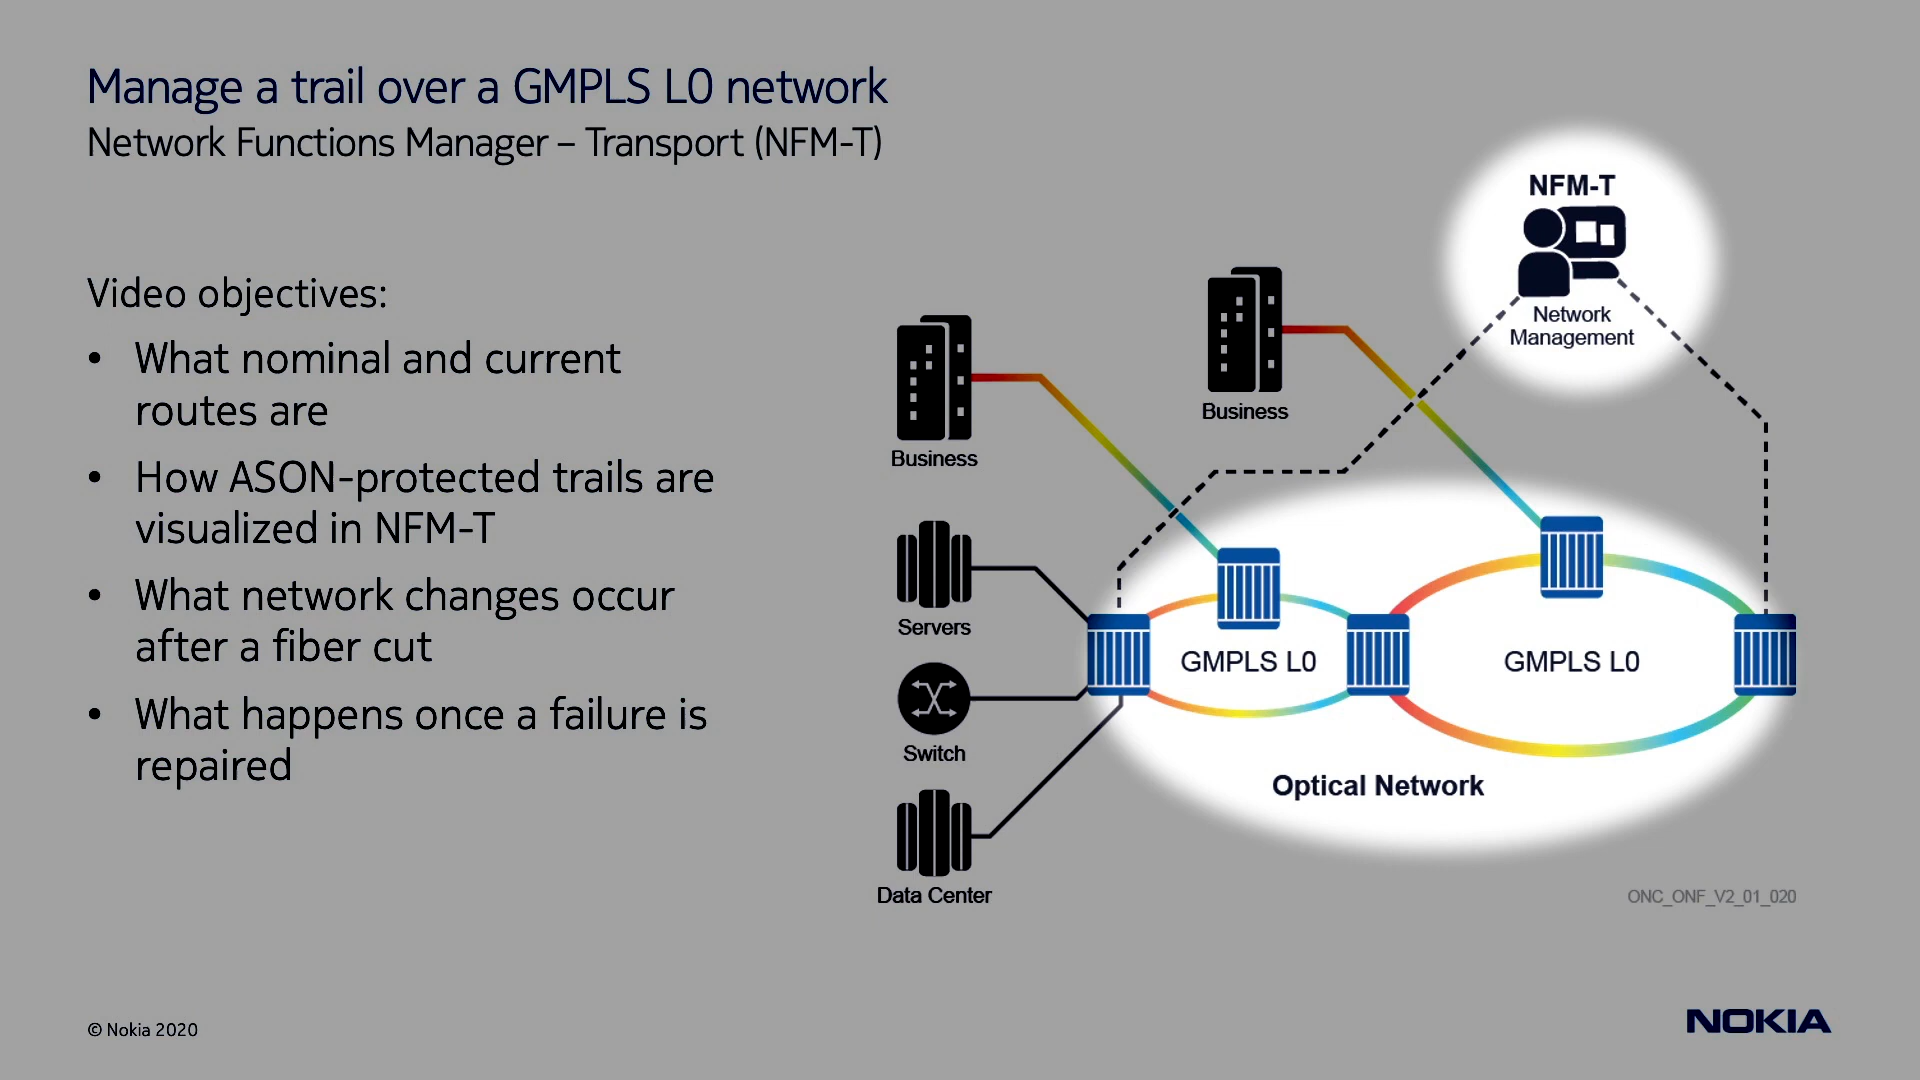 Manage a trail over a GMPLS L0 network
Network Functions Manager – Transport (NFM-T)
Video objectives:
• What nominal and current
routes are
• How ASON-protected trails are
visualized in NFM-T
• What network changes occur
after a fiber cut
• What happens once a failure is
repaired
NFM-T
Network
Management
Business
Business
Servers
Switch
Data Center
GMPLS L0
GMPLS L0
Optical Network
ONC_ONF_V2_01_020
© Nokia 2020
NOKIA